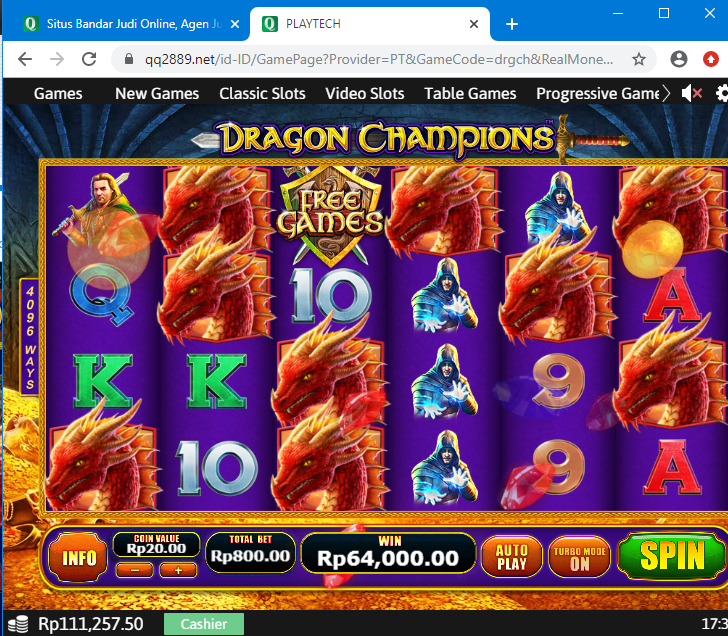 Situs Bandar Judi Online, Agen Ju
PLAYTECH
qq2889.net/id-ID/GamePage?Provider=PT&GameCode=drgch&RealMone...
Games New Games Classic Slots Video Slots Table Games Progressive Game
DRAGON CHAMPIONS™
FREE
GAMES
Q 10 A
4096 WAYS
K K 9
10 9 A
INFO
COIN VALUE
Rp20.00
TOTAL BET
Rp800.00
WIN
Rp64,000.00
AUTO
PLAY
TURBO MODE
ON
SPIN
Rp111,257.50 Cashier 17:3